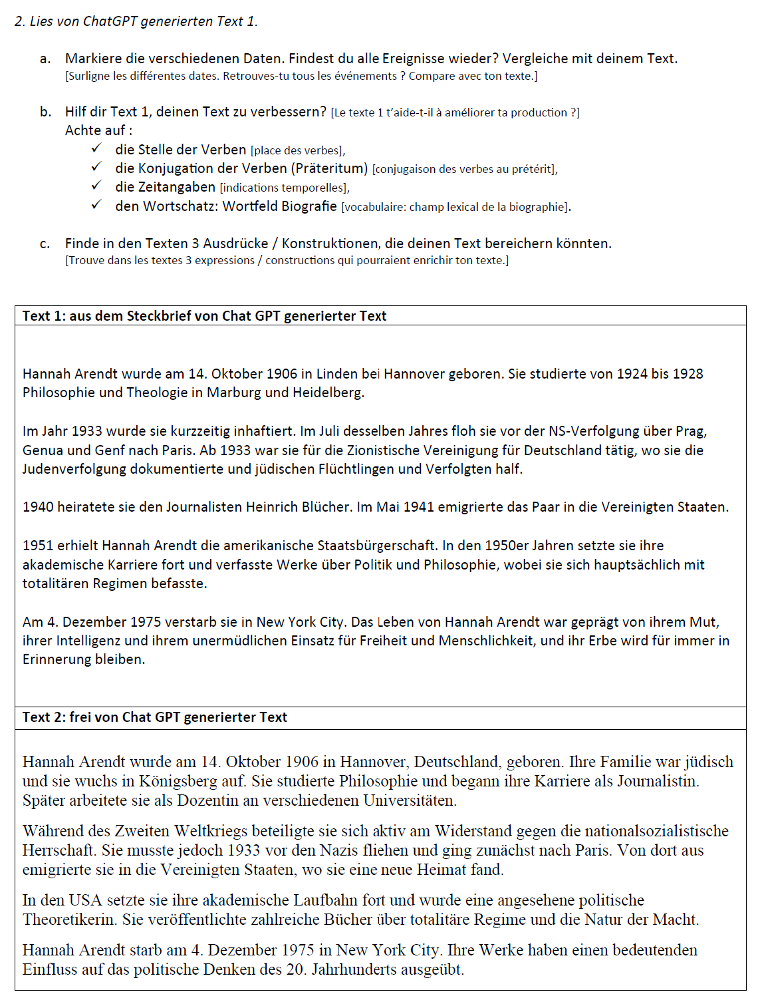 2. Lies von ChatGPT generierten Text 1.
a. Markiere die verschiedenen Daten. Findest du alle Ereignisse wieder? Vergleiche mit deinem Text.
[Surligne les différentes dates. Retrouves-tu tous les événements ? Compare avec ton texte.]
b. Hilf dir Text 1, deinen Text zu verbessern? [Le texte 1 t'aide-t-il à améliorer ta production ?]
Achte auf :
✓ die Stelle der Verben [place des verbes],
✓ die Konjugation der Verben (Präteritum) [conjugaison des verbes au prétérit],
✓ die Zeitangaben [indications temporelles],
✓ den Wortschatz: Wortfeld Biografie [vocabulaire: champ lexical de la biographie].
c. Finde in den Texten 3 Ausdrücke / Konstruktionen, die deinen Text bereichern könnten.
[Trouve dans les textes 3 expressions / constructions qui pourraient enrichir ton texte.]
Text 1: aus dem Steckbrief von Chat GPT generierter Text
Hannah Arendt wurde am 14. Oktober 1906 in Linden bei Hannover geboren. Sie studierte von 1924 bis 1928
Philosophie und Theologie in Marburg und Heidelberg.
Im Jahr 1933 wurde sie kurzzeitig inhaftiert. Im Juli desselben Jahres floh sie vor der NS-Verfolgung über Prag,
Genua und Genf nach Paris. Ab 1933 war sie für die Zionistische Vereinigung für Deutschland tätig, wo sie die
Judenverfolgung dokumentierte und jüdischen Flüchtlingen und Verfolgten half.
1940 heiratete sie den Journalisten Heinrich Blücher. Im Mai 1941 emigrierte das Paar in die Vereinigten Staaten.
1951 erhielt Hannah Arendt die amerikanische Staatsbürgerschaft. In den 1950er Jahren setzte sie ihre
akademische Karriere fort und verfasste Werke über Politik und Philosophie, wobei sie sich hauptsächlich mit
totalitären Regimen befasste.
Am 4. Dezember 1975 verstarb sie in New York City. Das Leben von Hannah Arendt war geprägt von ihrem Mut,
ihrer Intelligenz und ihrem unermüdlichen Einsatz für Freiheit und Menschlichkeit, und ihr Erbe wird für immer in
Erinnerung bleiben.
Text 2: frei von Chat GPT generierter Text
Hannah Arendt wurde am 14. Oktober 1906 in Hannover, Deutschland, geboren. Ihre Familie war jüdisch
und sie wuchs in Königsberg auf. Sie studierte Philosophie und begann ihre Karriere als Journalistin.
Später arbeitete sie als Dozentin an verschiedenen Universitäten.
Während des Zweiten Weltkriegs beteiligte sie sich aktiv am Widerstand gegen die nationalsozialistische
Herrschaft. Sie musste jedoch 1933 vor den Nazis fliehen und ging zunächst nach Paris. Von dort aus
emigrierte sie in die Vereinigten Staaten, wo sie eine neue Heimat fand.
In den USA setzte sie ihre akademische Laufbahn fort und wurde eine angesehene politische
Theoretikerin. Sie veröffentlichte zahlreiche Bücher über totalitäre Regime und die Natur der Macht.
Hannah Arendt starb am 4. Dezember 1975 in New York City. Ihre Werke haben einen bedeutenden
Einfluss auf das politische Denken des 20. Jahrhunderts ausgeübt.